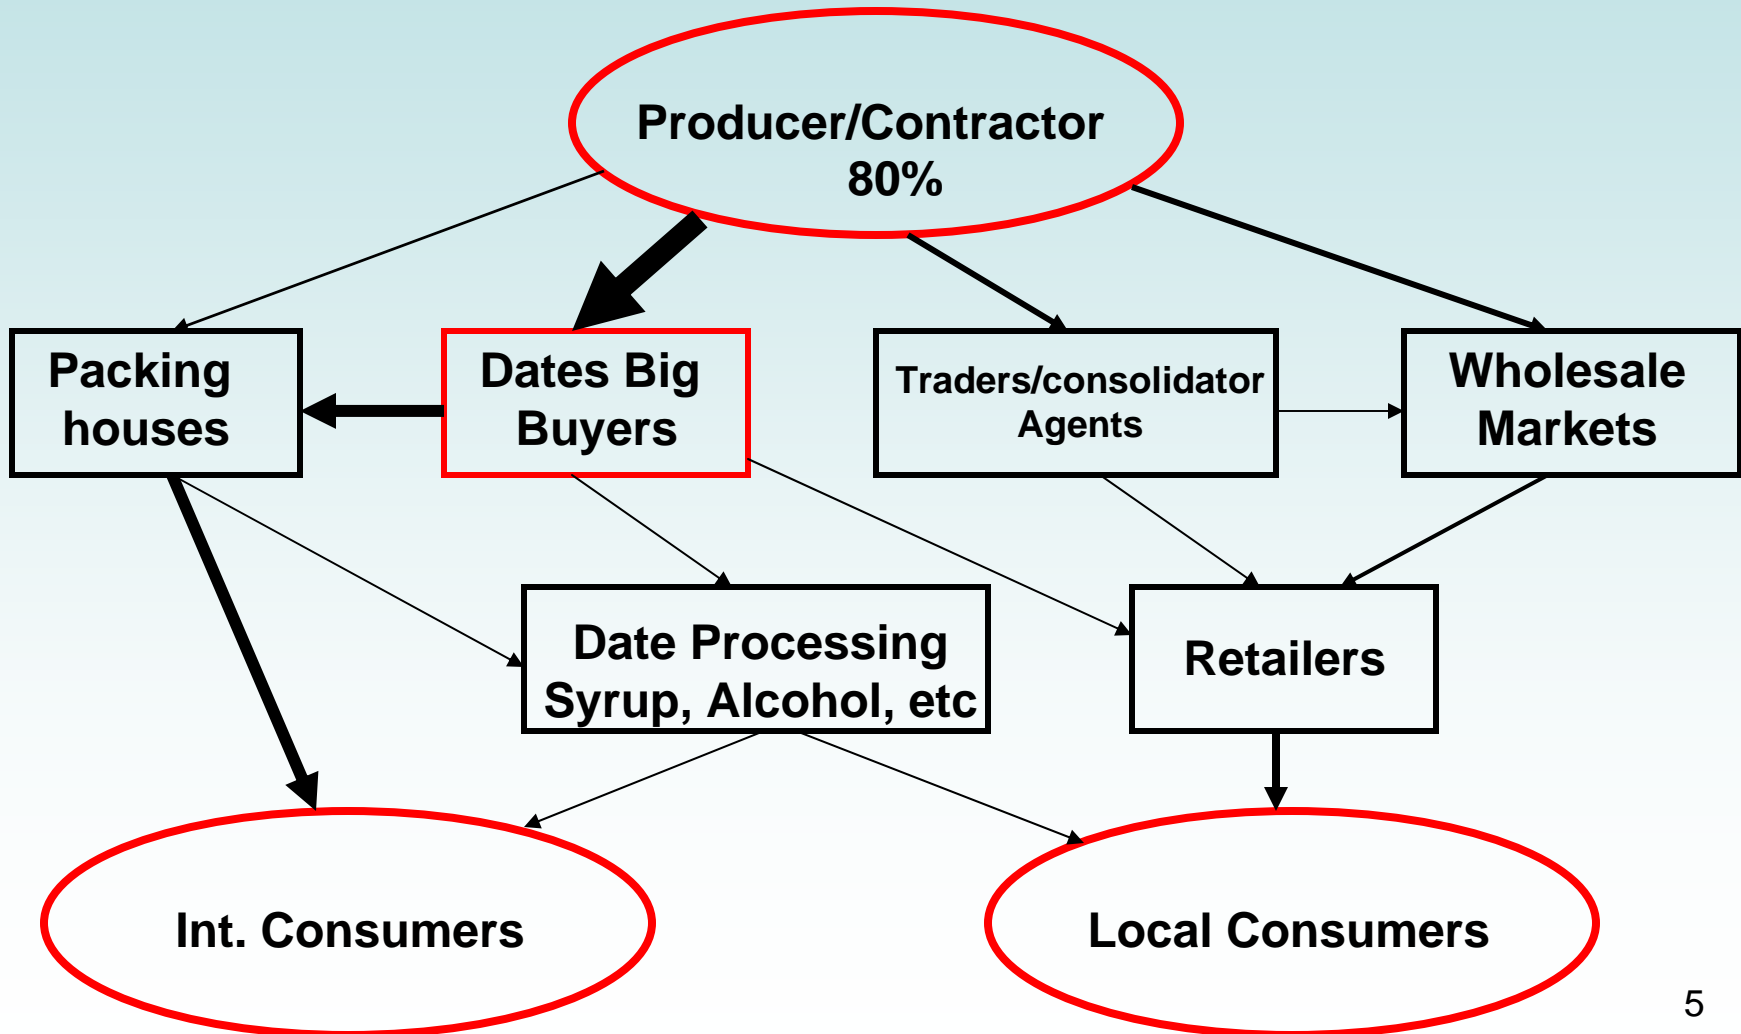 Producer/Contractor
80%
Packing
houses
Dates Big
Buyers
Traders/consolidator
Agents
Wholesale
Markets
Date Processing
Syrup, Alcohol, etc
Retailers
Int. Consumers
Local Consumers
5